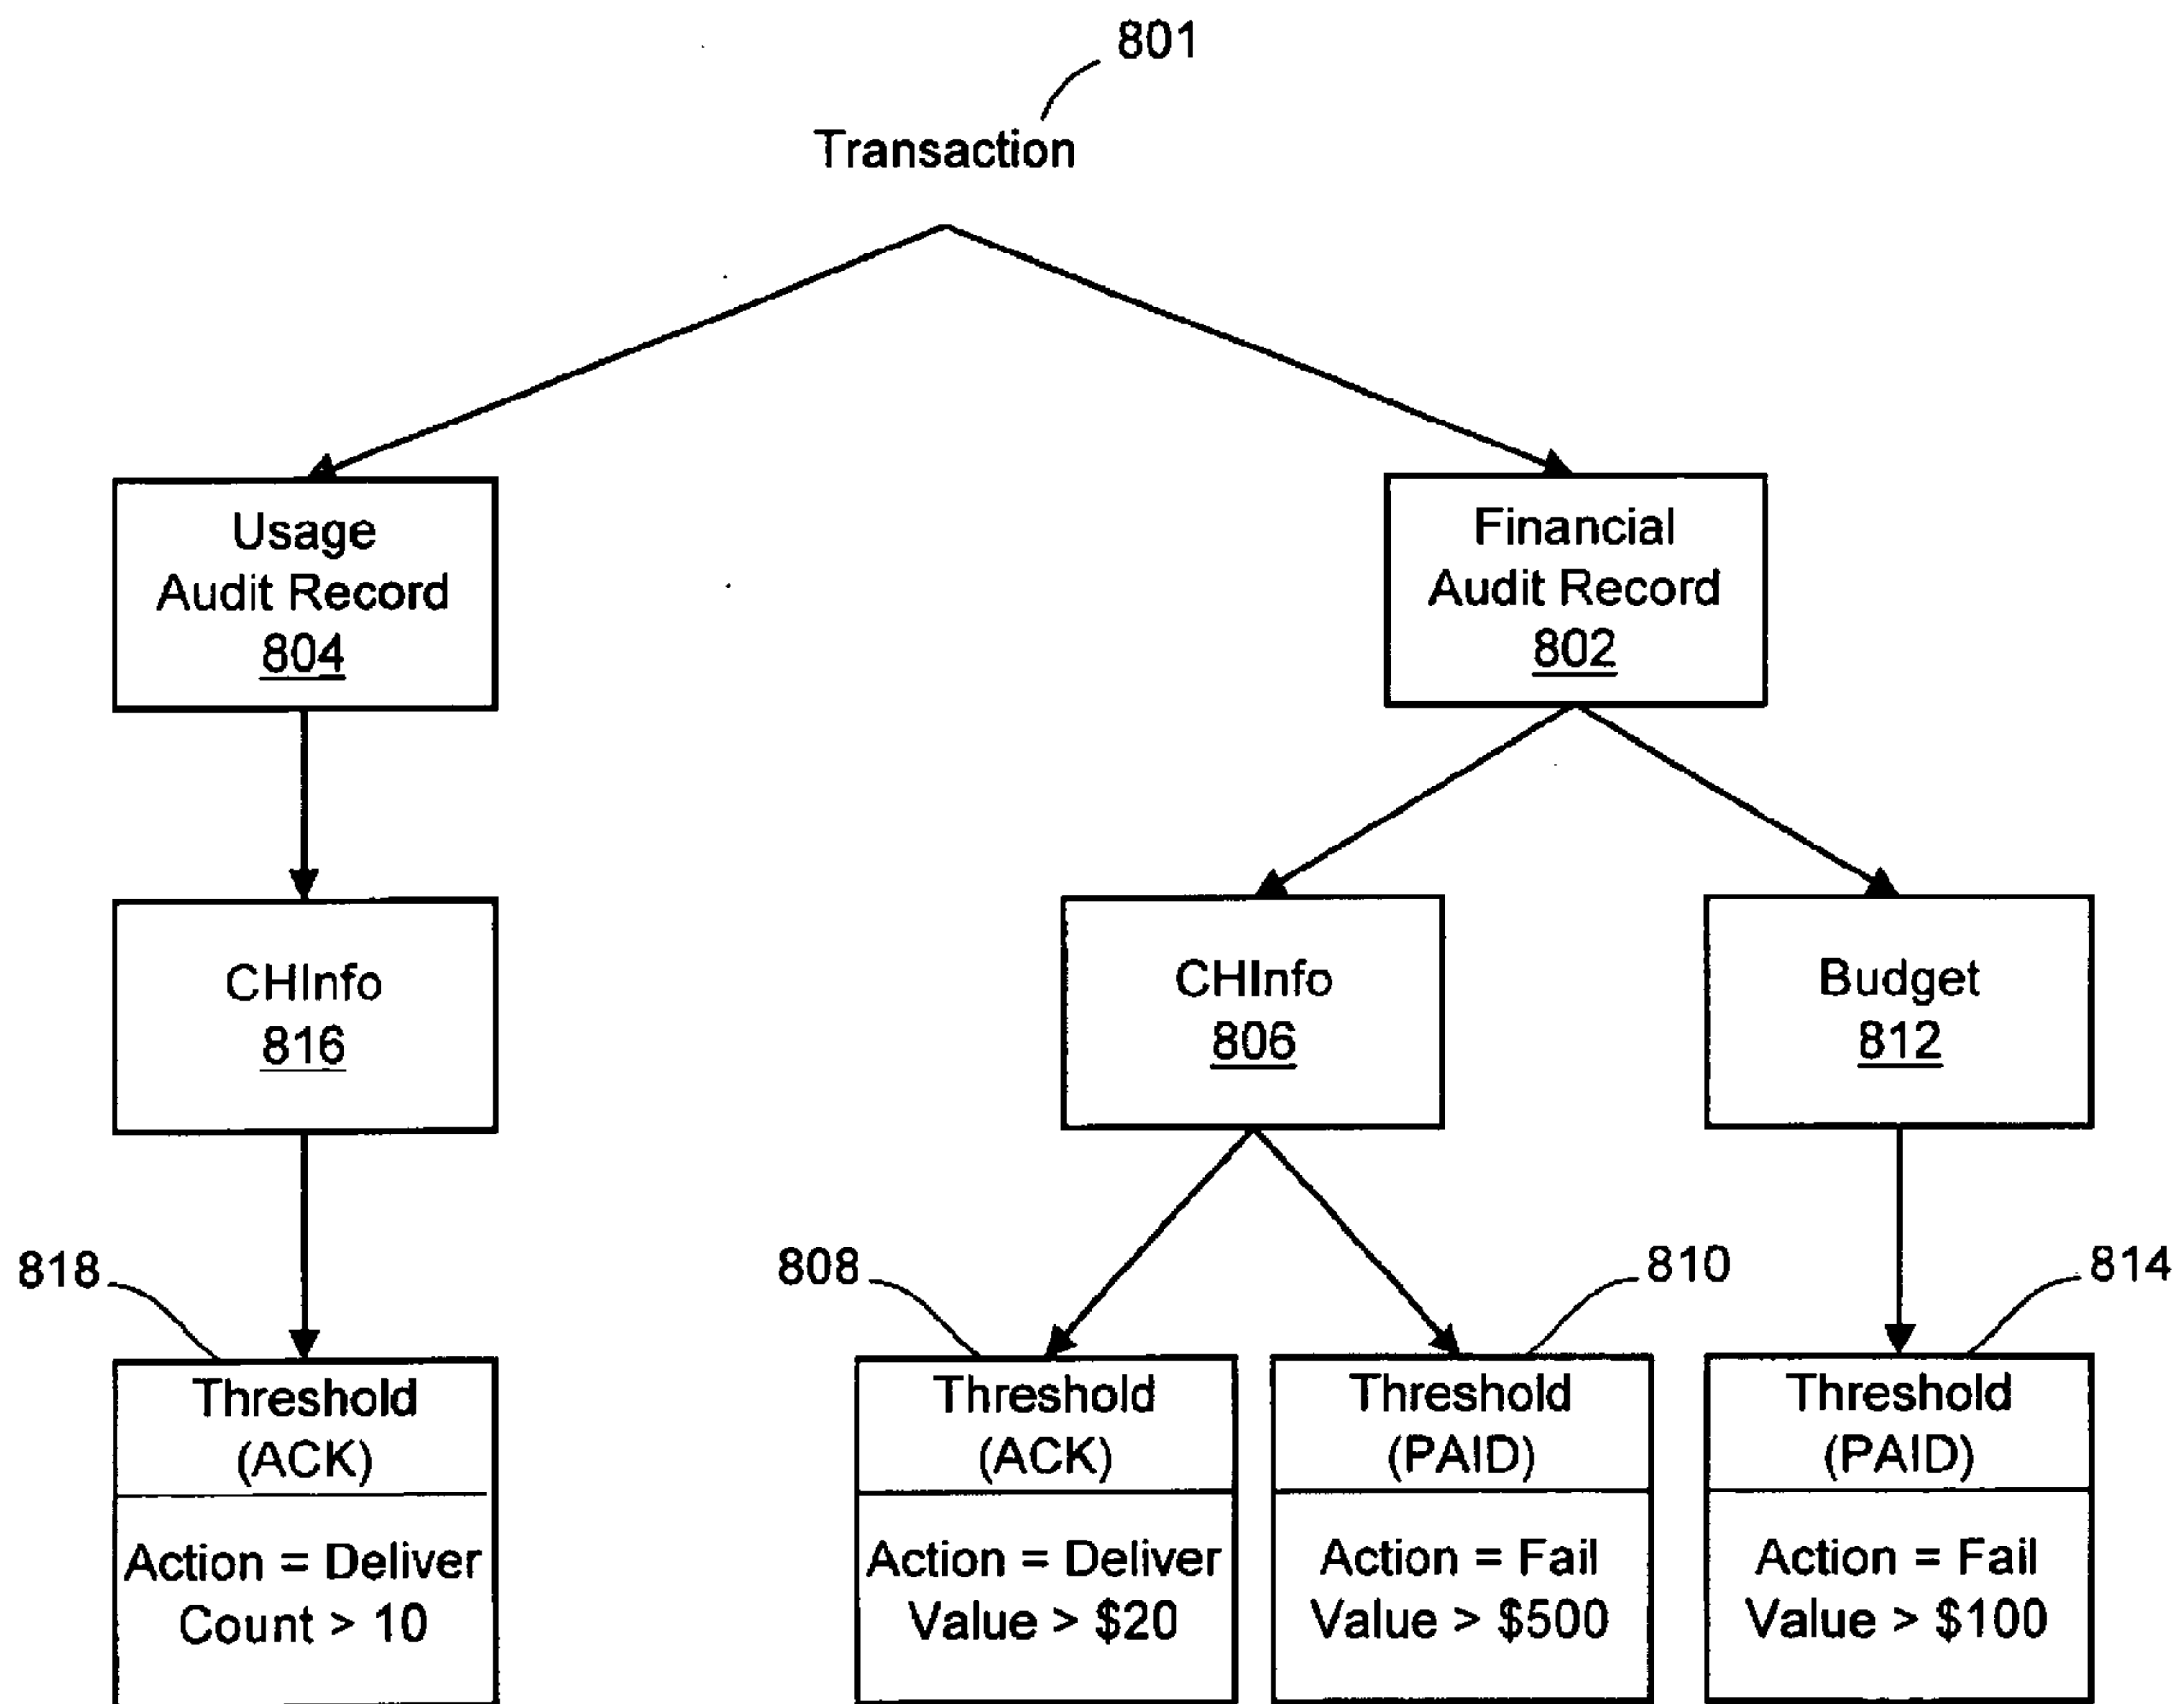 801
Transaction
Usage
Audit Record
804
Financial
Audit Record
802
CHInfo
816
CHInfo
806
Budget
812
818
808
810
814
Threshold
(ACK)
Action = Deliver
Count > 10
Threshold
(ACK)
Action = Deliver
Value > $20
Threshold
(PAID)
Action = Fail
Value > $500
Threshold
(PAID)
Action = Fail
Value > $100